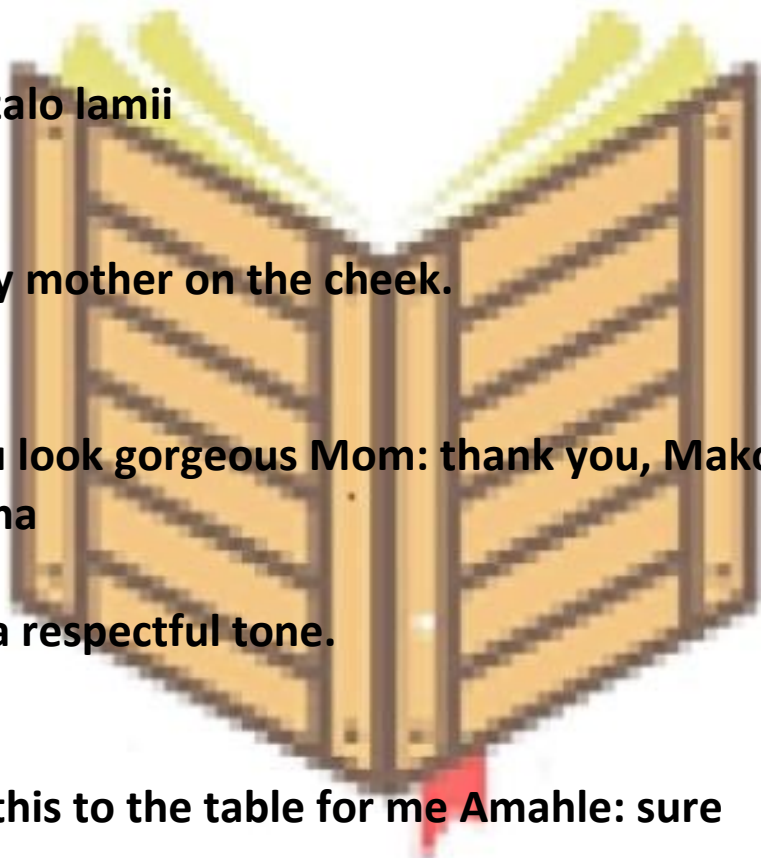 alo lamii
y mother on the cheek.
look gorgeous Mom: thank you, Mako
na
a respectful tone.
this to the table for me Amahle: sure